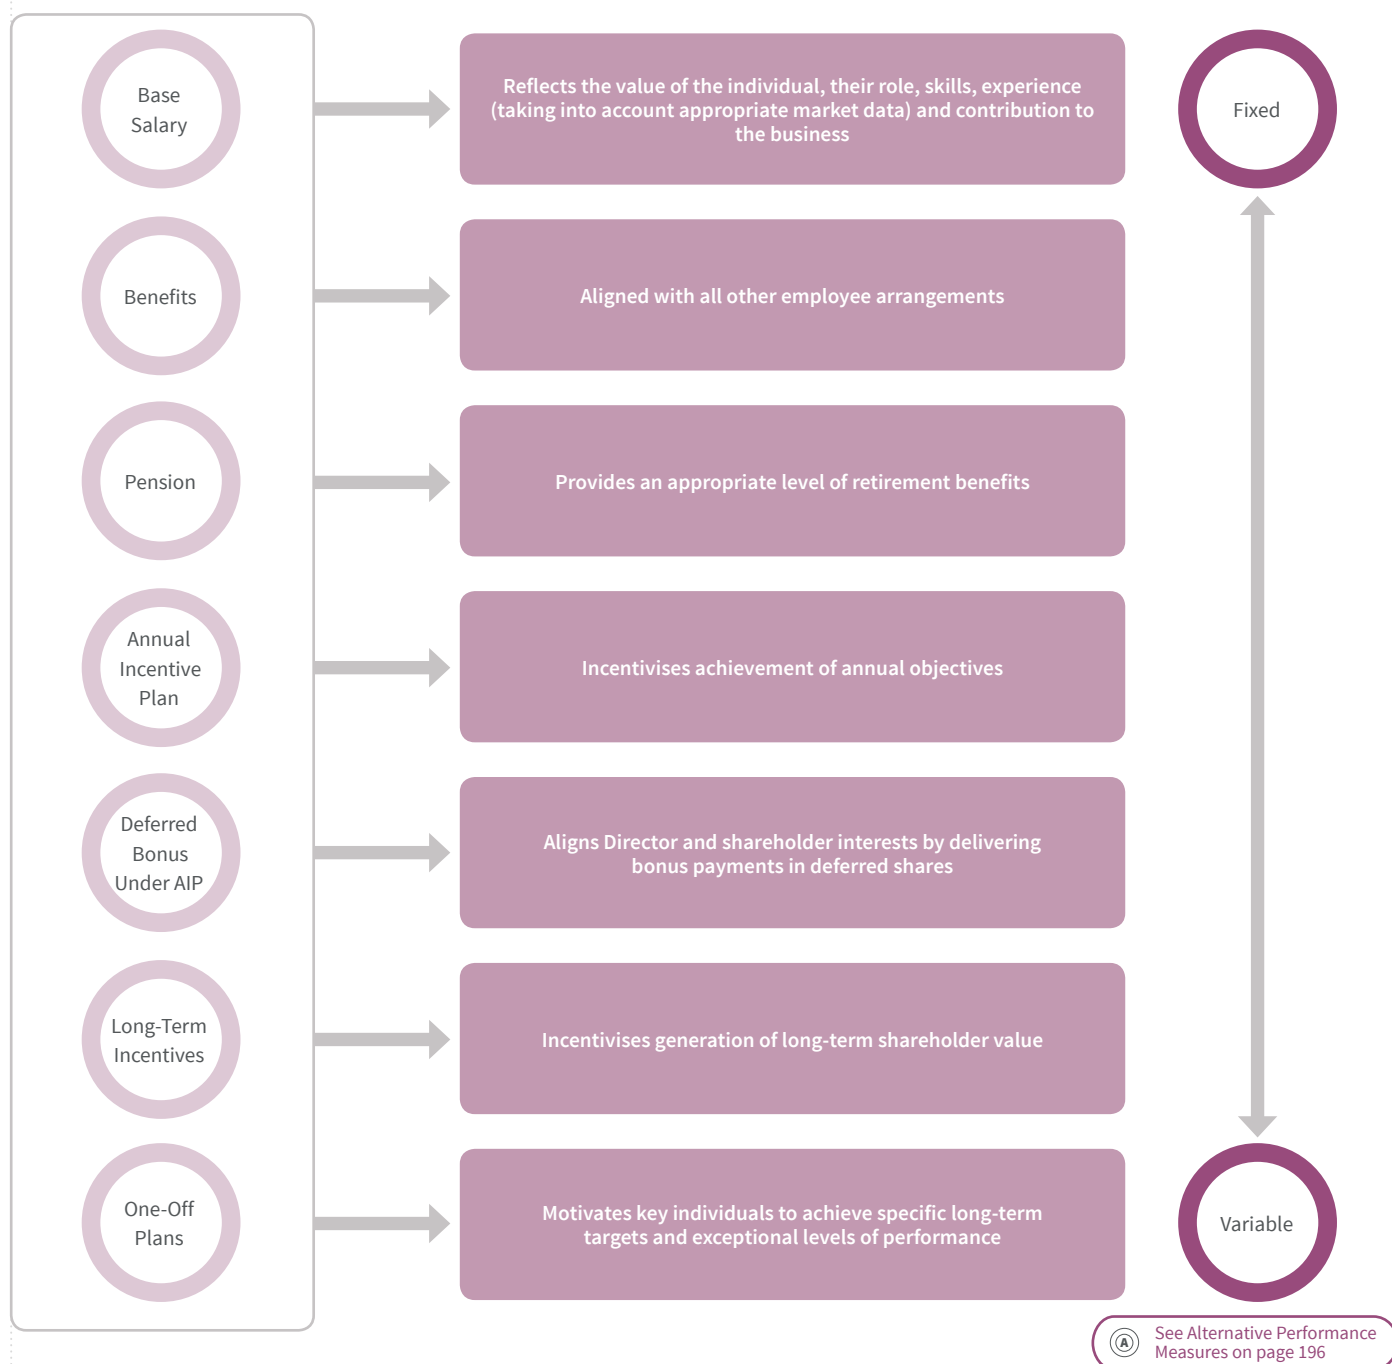 Base
Salary
Reflects the value of the individual, their role, skills, experience
(taking into account appropriate market data) and contribution to
the business
Fixed
Benefits
Aligned with all other employee arrangements
Pension
Provides an appropriate level of retirement benefits
Annual
Incentive
Plan
Incentivises achievement of annual objectives
Deferred
Bonus
Under AIP
Aligns Director and shareholder interests by delivering
bonus payments in deferred shares
Long-Term
Incentives
Incentivises generation of long-term shareholder value
One-Off
Plans
Motivates key individuals to achieve specific long-term
targets and exceptional levels of performance
Variable
A
See Alternative Performance
Measures on page 196